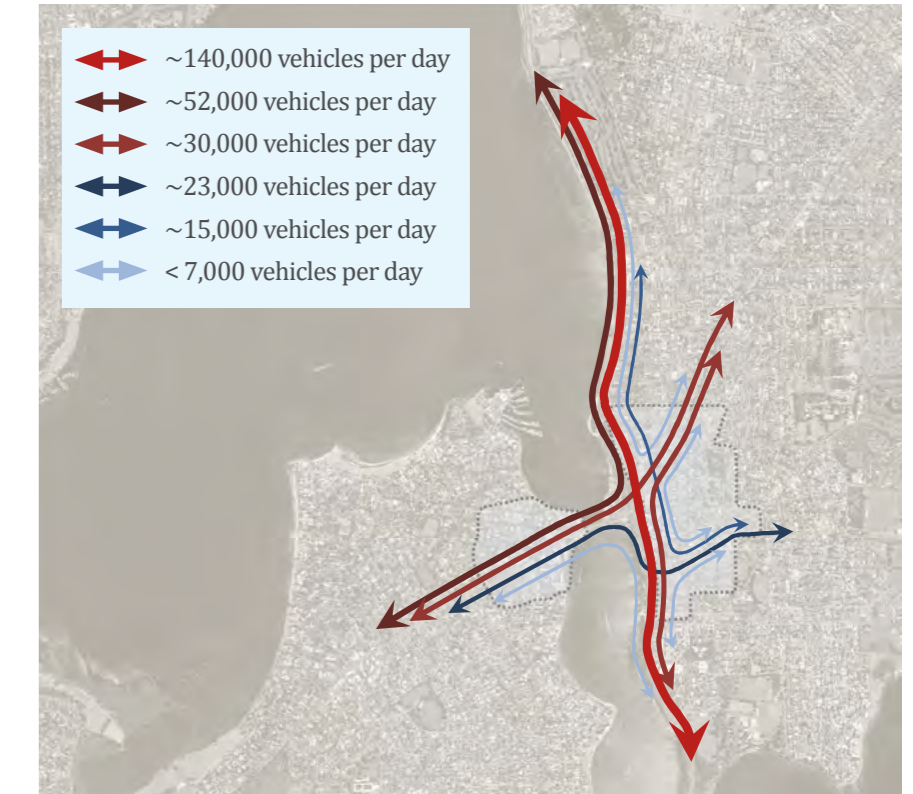 ~140,000 vehicles per day
~52,000 vehicles per day
~30,000 vehicles per day
~23,000 vehicles per day
~15,000 vehicles per day
< 7,000 vehicles per day